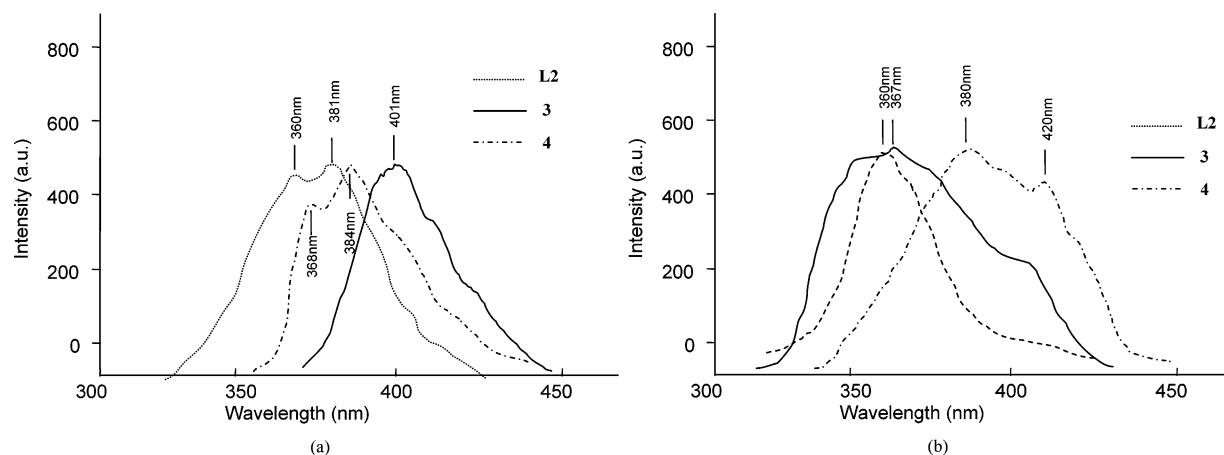 800
600
400
200
0
300
350
400
450
Intensity (a.u.)
Wavelength (nm)
360nm
381nm
401nm
368nm
384nm
L2
3
4
(a)
800
600
400
200
0
300
350
400
450
Intensity (a.u.)
Wavelength (nm)
360nm
367nm
380nm
420nm
L2
3
4
(b)